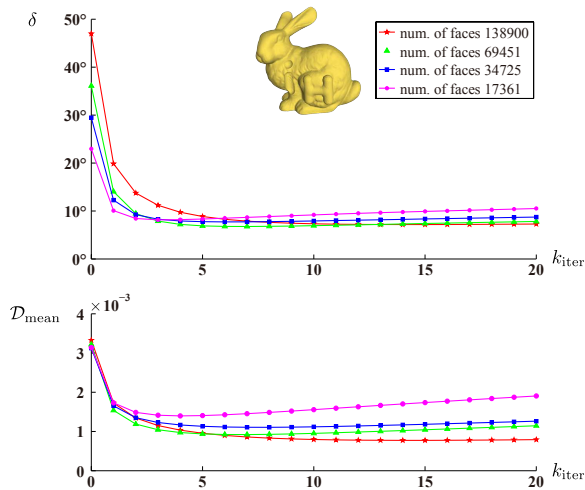 δ
50°
40°
30°
20°
10°
0°
0 5 10 15 20
k_iter
num. of faces 138900
num. of faces 69451
num. of faces 34725
num. of faces 17361
D_mean
×10⁻³
4
3
2
1
0
0 5 10 15 20
k_iter